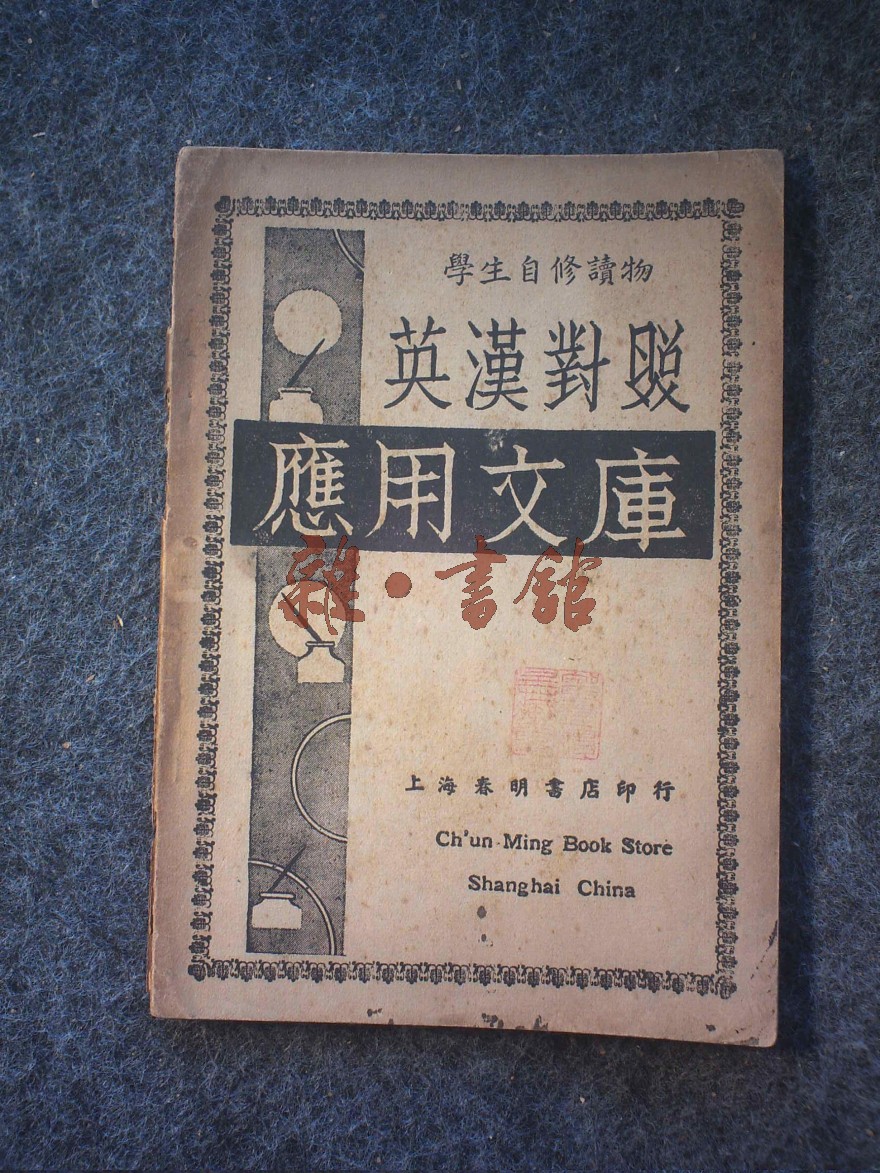 學生自修讀物
英漢對照
應用文庫
雜·書館
上海春明書店印行
Ch'un Ming Book Store
Shanghai China